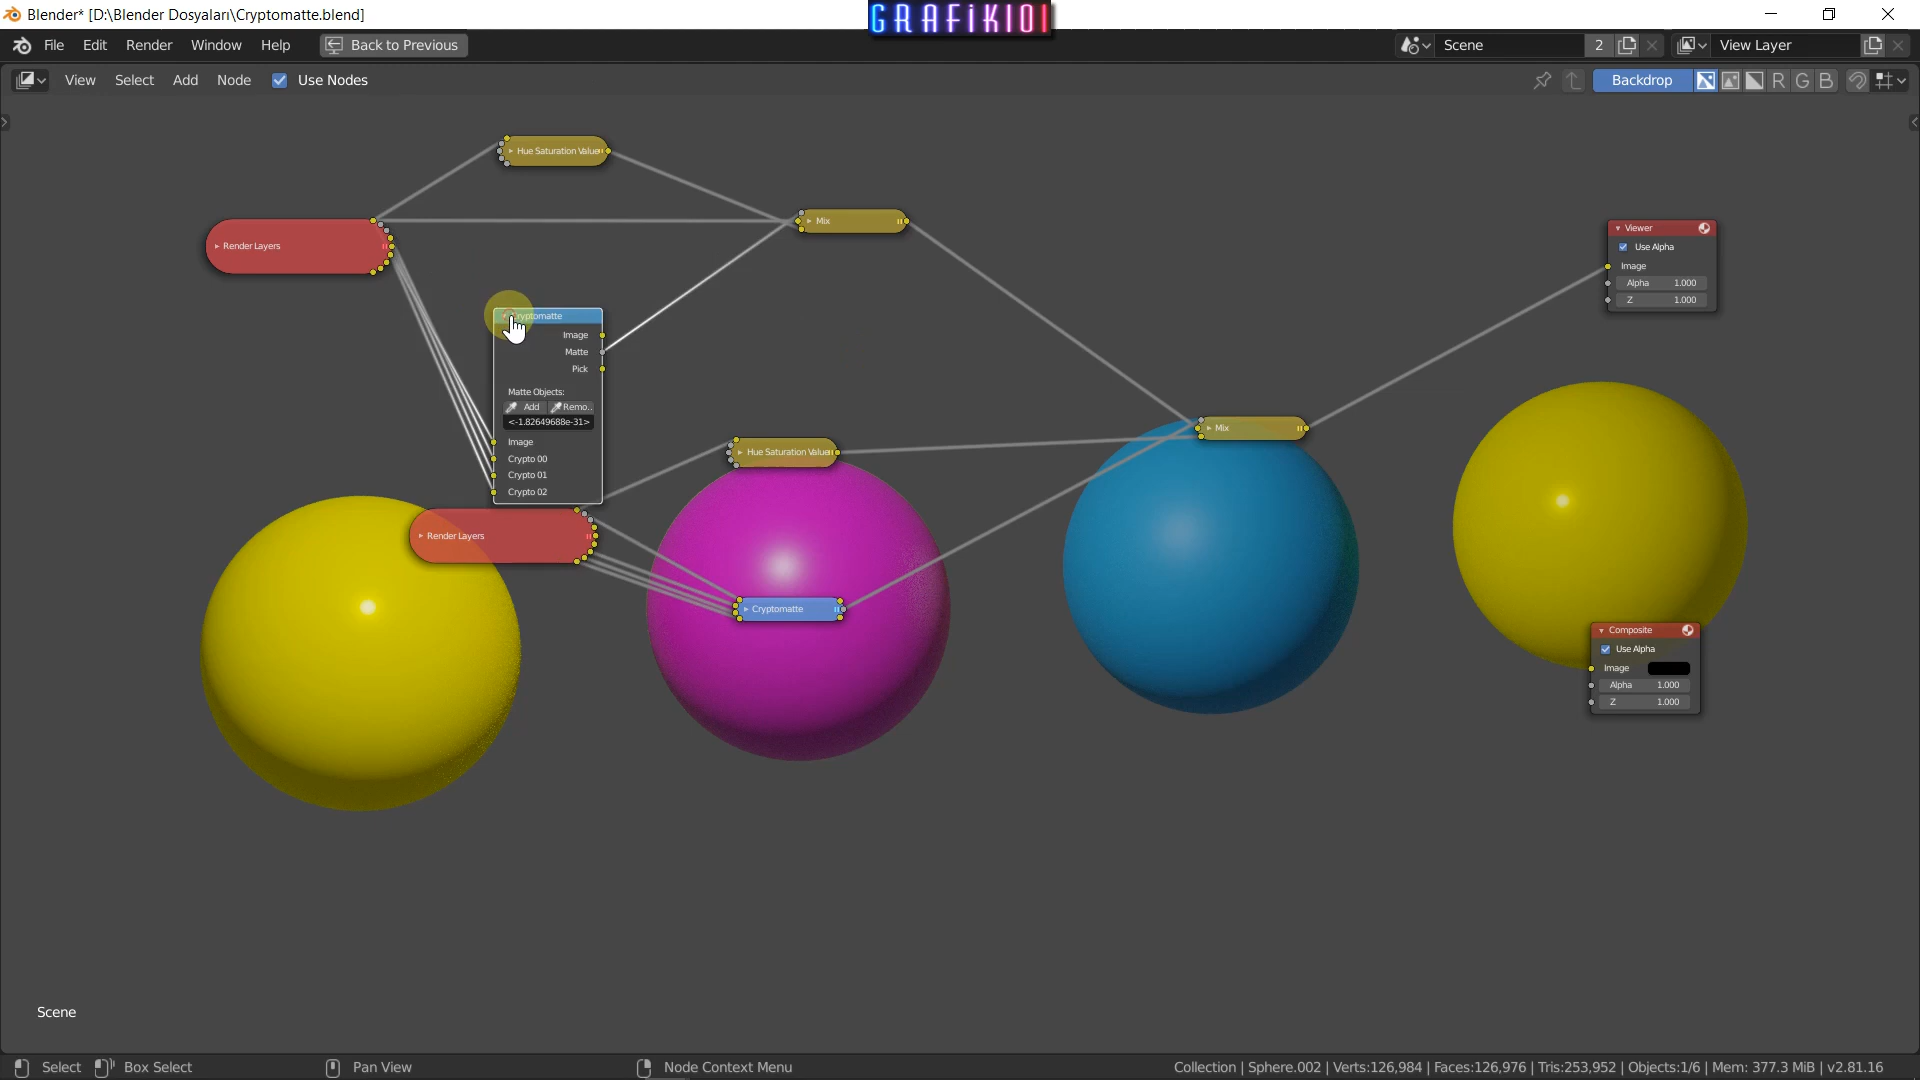 Blender* [D:\Blender Dosyaları\Cryptomatte.blend]
GRAFİK101
File Edit Render Window Help Back to Previous Scene 2 View Layer
View Select Add Node Use Nodes Backdrop R G B
Hue Saturation Value
Mix
Render Layers
Viewer
Use Alpha
Image
Alpha 1.000
Z 1.000
Cryptomatte
Image
Matte
Pick
Matte Objects:
Add Remo..
<-1.82649688e-31>
Image
Crypto 00
Crypto 01
Crypto 02
Mix
Hue Saturation Value
Render Layers
Cryptomatte
Composite
Use Alpha
Image
Alpha 1.000
Z 1.000
Scene
Select Box Select Pan View Node Context Menu Collection | Sphere.002 | Verts:126,984 | Faces:126,976 | Tris:253,952 | Objects:1/6 | Mem: 377.3 MiB | v2.81.16